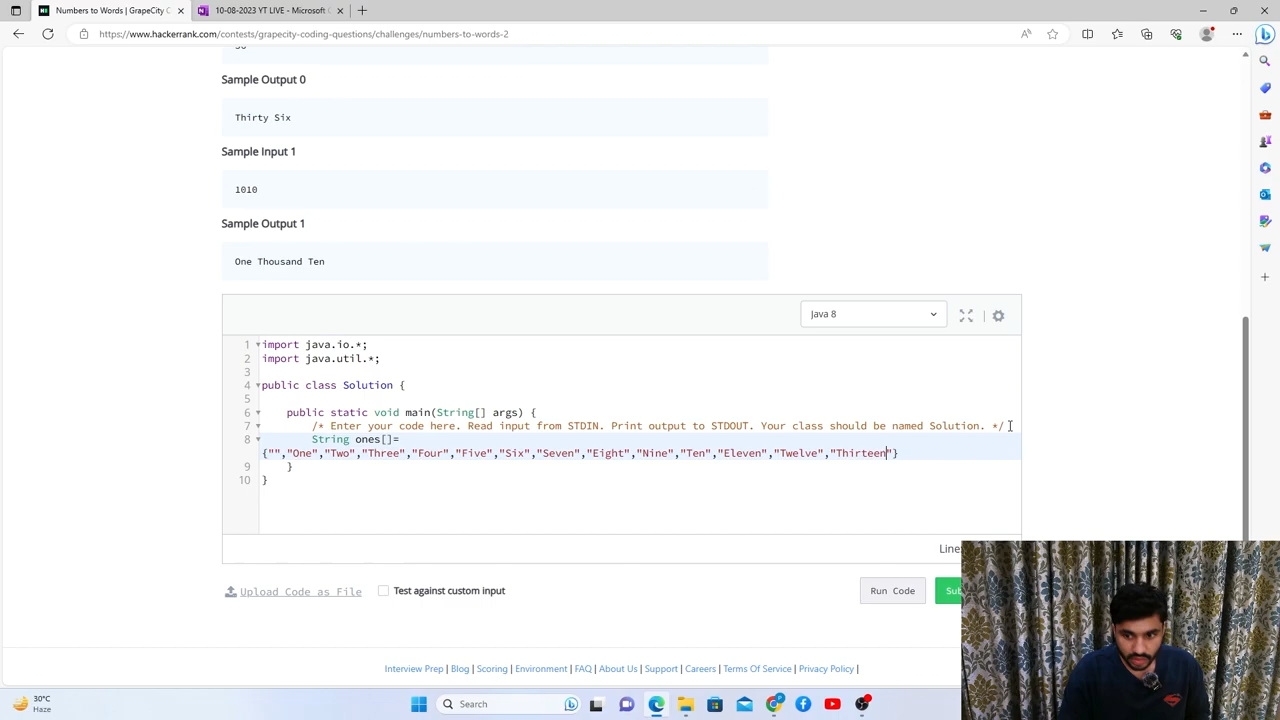 Numbers to Words | GrapeCity C
10-08-2023 YT LIVE - Microsoft
https://www.hackerrank.com/contests/grapecity-coding-questions/challenges/numbers-to-words-2
Sample Output 0
Thirty Six
Sample Input 1
1010
Sample Output 1
One Thousand Ten
Java 8
1 import java.io.*;
2 import java.util.*;
3
4 public class Solution {
5
6 public static void main(String[] args) {
7 /* Enter your code here. Read input from STDIN. Print output to STDOUT. Your class should be named Solution. */
8 String ones[]=
{"","One","Two","Three","Four","Five","Six","Seven","Eight","Nine","Ten","Eleven","Twelve","Thirteen"}
9 }
10 }
Line
Upload Code as File Test against custom input Run Code Sub
Interview Prep | Blog | Scoring | Environment | FAQ | About Us | Support | Careers | Terms Of Service | Privacy Policy |
30°C
Haze
Search